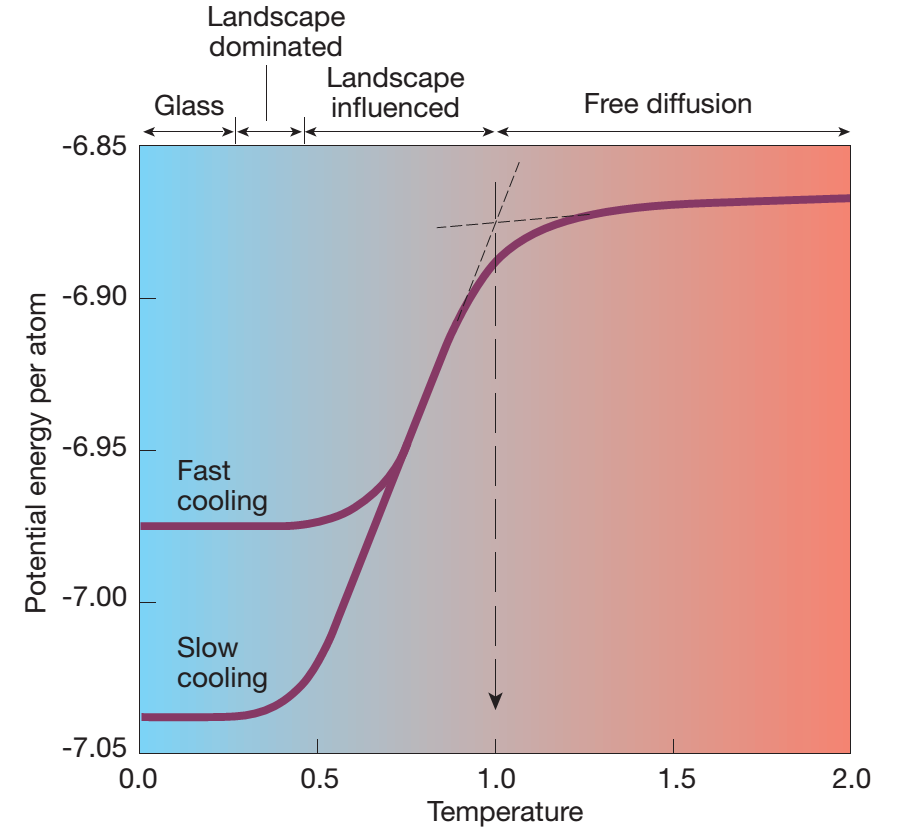 Landscape
dominated
Landscape
influenced
Glass
Free diffusion
-6.85
-6.90
-6.95
-7.00
-7.05
Potential energy per atom
Fast
cooling
Slow
cooling
0.0
0.5
1.0
1.5
2.0
Temperature